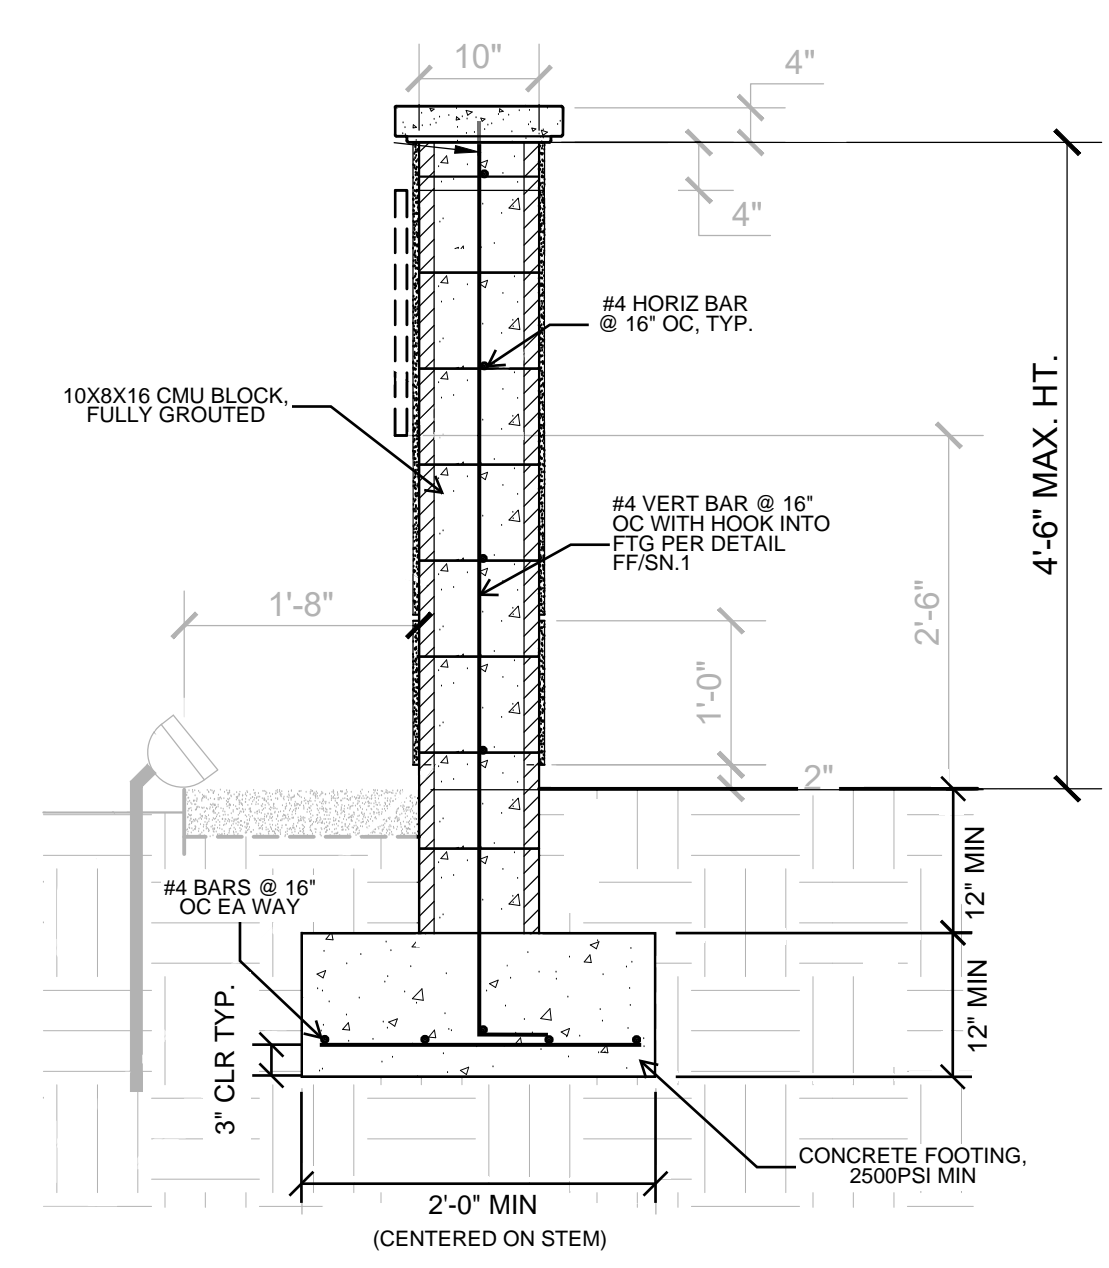 10"
4"
4"
#4 HORIZ BAR
@ 16" OC, TYP.
10X8X16 CMU BLOCK,
FULLY GROUTED
4'-6" MAX. HT.
#4 VERT BAR @ 16"
OC WITH HOOK INTO
FTG PER DETAIL
FF/SN.1
1'-8"
2'-6"
1'-0"
2"
#4 BARS @ 16"
OC EA WAY
12" MIN
12" MIN
3" CLR TYP.
CONCRETE FOOTING,
2500PSI MIN
2'-0" MIN
(CENTERED ON STEM)